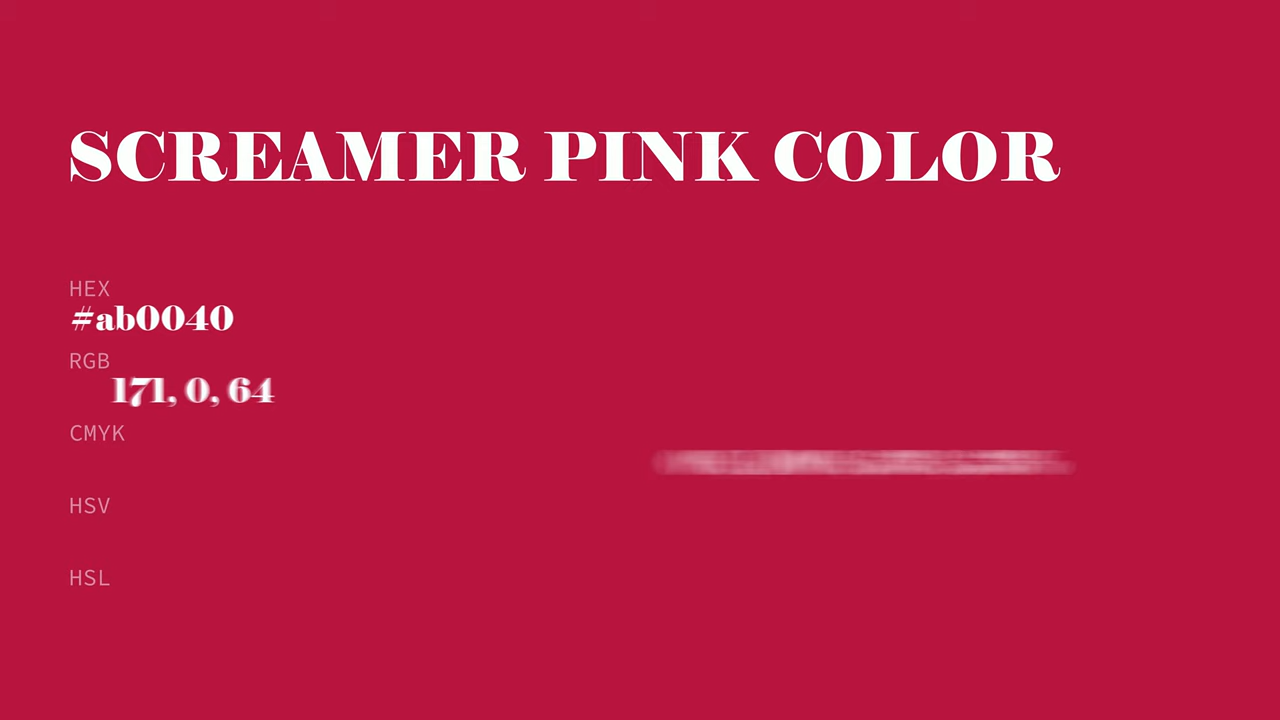 SCREAMER PINK COLOR
HEX
#ab0040
RGB
171, 0, 64
CMYK
HSV
HSL